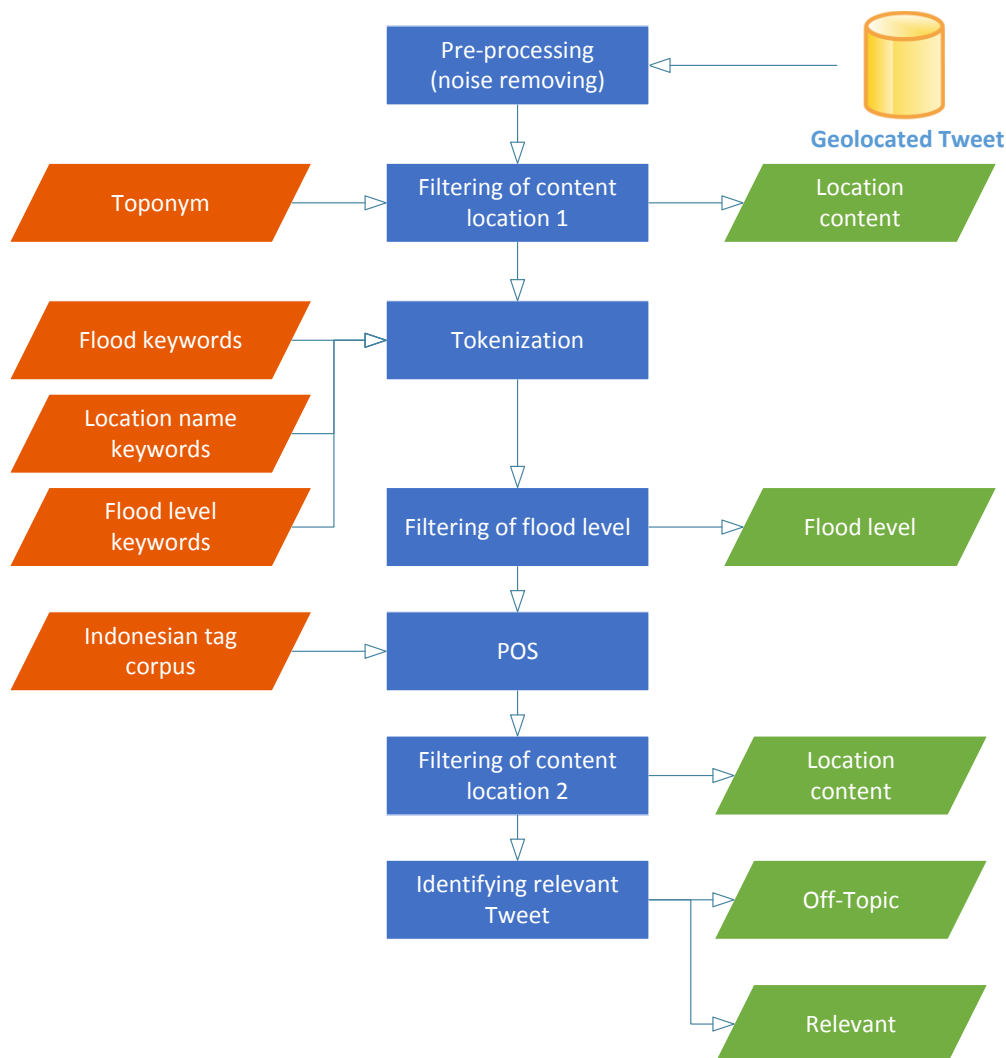 Pre-processing
(noise removing)
Geolocated Tweet
Toponym
Filtering of content
location 1
Location
content
Flood keywords
Tokenization
Location name
keywords
Flood level
keywords
Filtering of flood level
Flood level
Indonesian tag
corpus
POS
Filtering of content
location 2
Location
content
Identifying relevant
Tweet
Off-Topic
Relevant